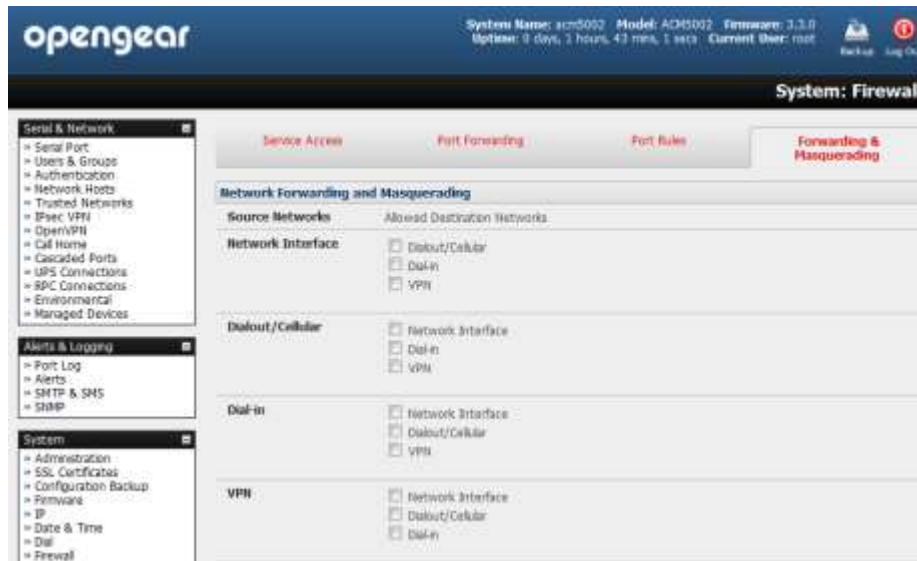 opengear
System Name: acm5002 Model: ACM5002 Firmware: 3.3.0
Uptime: 0 days, 1 hours, 43 mins, 1 secs Current User: root
Backup
Log Ou
System: Firewal
Serial & Network
» Serial Port
» Users & Groups
» Authentication
» Network Hosts
» Trusted Networks
» IPsec VPN
» OpenVPN
» Call Home
» Cascaded Ports
» UPS Connections
» RPC Connections
» Environmental
» Managed Devices
Alerts & Logging
» Port Log
» Alerts
» SMTP & SMS
» SNMP
System
» Administration
» SSL Certificates
» Configuration Backup
» Firmware
» IP
» Date & Time
» Dial
» Firewall
Service Access
Port Forwarding
Port Rules
Forwarding &
Masquerading
Network Forwarding and Masquerading
Source Networks Allowed Destination Networks
Network Interface
Dialout/Cellular
Dial-in
VPN
Dialout/Cellular
Network Interface
Dial-in
VPN
Dial-in
Network Interface
Dialout/Cellular
VPN
VPN
Network Interface
Dialout/Cellular
Dial-in